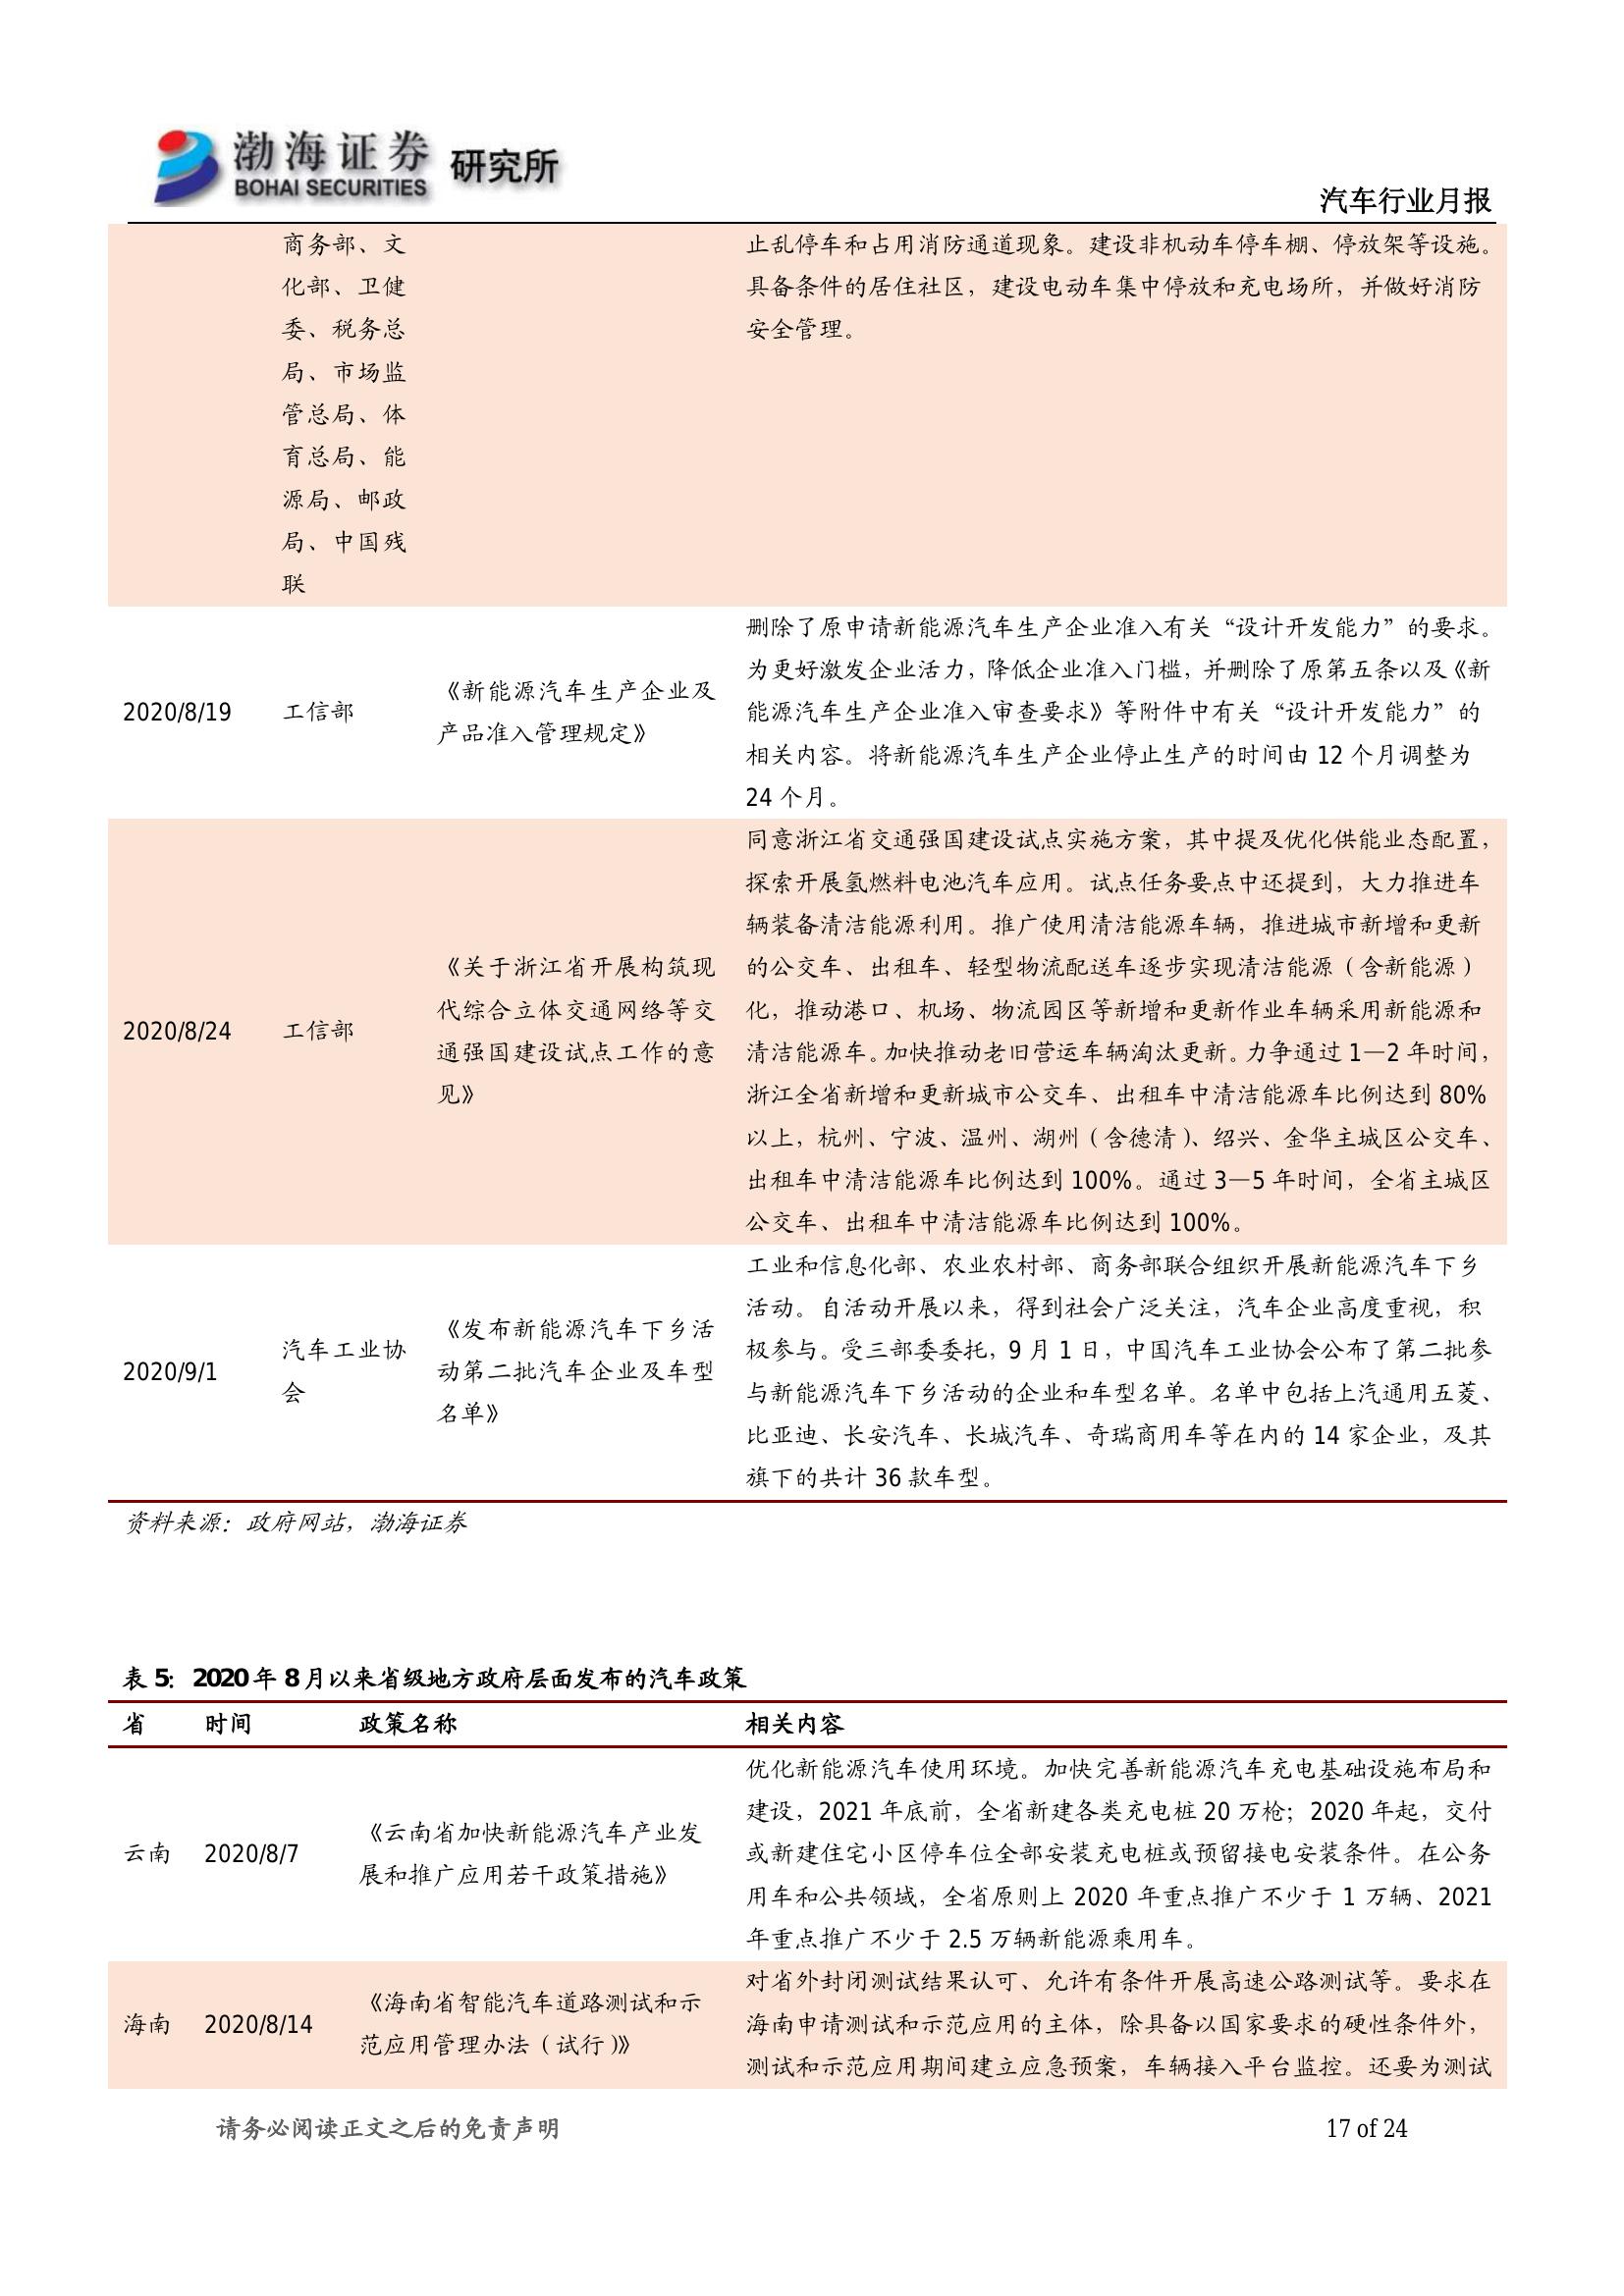 渤海证券 研究所
BOHAI SECURITIES
汽车行业月报
商务部、文
化部、卫健
委、税务总
局、市场监
管总局、体
育总局、能
源局、邮政
局、中国残
联
止乱停车和占用消防通道现象。建设非机动车停车棚、停放架等设施。
具备条件的居住社区，建设电动车集中停放和充电场所，并做好消防
安全管理。
2020/8/19
工信部
《新能源汽车生产企业及
产品准入管理规定》
删除了原申请新能源汽车生产企业准入有关“设计开发能力”的要求。
为更好激发企业活力，降低企业准入门槛，并删除了原第五条以及《新
能源汽车生产企业准入审查要求》等附件中有关“设计开发能力”的
相关内容。将新能源汽车生产企业停止生产的时间由 12 个月调整为
24 个月。
2020/8/24
工信部
《关于浙江省开展构筑现
代综合立体交通网络等交
通强国建设试点工作的意
见》
同意浙江省交通强国建设试点实施方案，其中提及优化供能业态配置，
探索开展氢燃料电池汽车应用。试点任务要点中还提到，大力推进车
辆装备清洁能源利用。推广使用清洁能源车辆，推进城市新增和更新
的公交车、出租车、轻型物流配送车逐步实现清洁能源（含新能源）
化，推动港口、机场、物流园区等新增和更新作业车辆采用新能源和
清洁能源车。加快推动老旧营运车辆淘汰更新。力争通过 1—2 年时间，
浙江全省新增和更新城市公交车、出租车中清洁能源车比例达到 80%
以上，杭州、宁波、温州、湖州（含德清）、绍兴、金华主城区公交车、
出租车中清洁能源车比例达到 100%。通过 3—5 年时间，全省主城区
公交车、出租车中清洁能源车比例达到 100%。
2020/9/1
汽车工业协
会
《发布新能源汽车下乡活
动第二批汽车企业及车型
名单》
工业和信息化部、农业农村部、商务部联合组织开展新能源汽车下乡
活动。自活动开展以来，得到社会广泛关注，汽车企业高度重视，积
极参与。受三部委委托，9 月 1 日，中国汽车工业协会公布了第二批参
与新能源汽车下乡活动的企业和车型名单。名单中包括上汽通用五菱、
比亚迪、长安汽车、长城汽车、奇瑞商用车等在内的 14 家企业，及其
旗下的共计 36 款车型。
资料来源：政府网站，渤海证券
表 5：2020 年 8 月以来省级地方政府层面发布的汽车政策
省 时间 政策名称 相关内容
云南
2020/8/7
《云南省加快新能源汽车产业发
展和推广应用若干政策措施》
优化新能源汽车使用环境。加快完善新能源汽车充电基础设施布局和
建设，2021 年底前，全省新建各类充电桩 20 万枪；2020 年起，交付
或新建住宅小区停车位全部安装充电桩或预留接电安装条件。在公务
用车和公共领域，全省原则上 2020 年重点推广不少于 1 万辆、2021
年重点推广不少于 2.5 万辆新能源乘用车。
海南
2020/8/14
《海南省智能汽车道路测试和示
范应用管理办法（试行）》
对省外封闭测试结果认可、允许有条件开展高速公路测试等。要求在
海南申请测试和示范应用的主体，除具备以国家要求的硬性条件外，
测试和示范应用期间建立应急预案，车辆接入平台监控。还要为测试
请务必阅读正文之后的免责声明
17 of 24